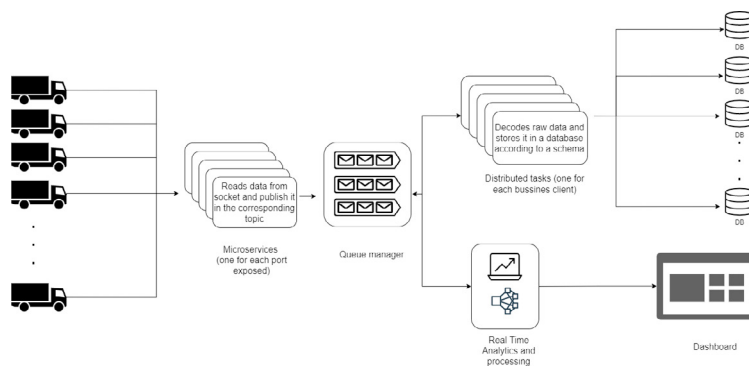 DB
DB
DB
DB
Reads data from
socket and publish it
in the corresponding
topic
Microservices
(one for each port
exposed)
Queue manager
Decodes raw data and
stores it in a database
according to a schema
Distributed tasks (one for
each bussines client)
Real Time
Analytics and
processing
Dashboard